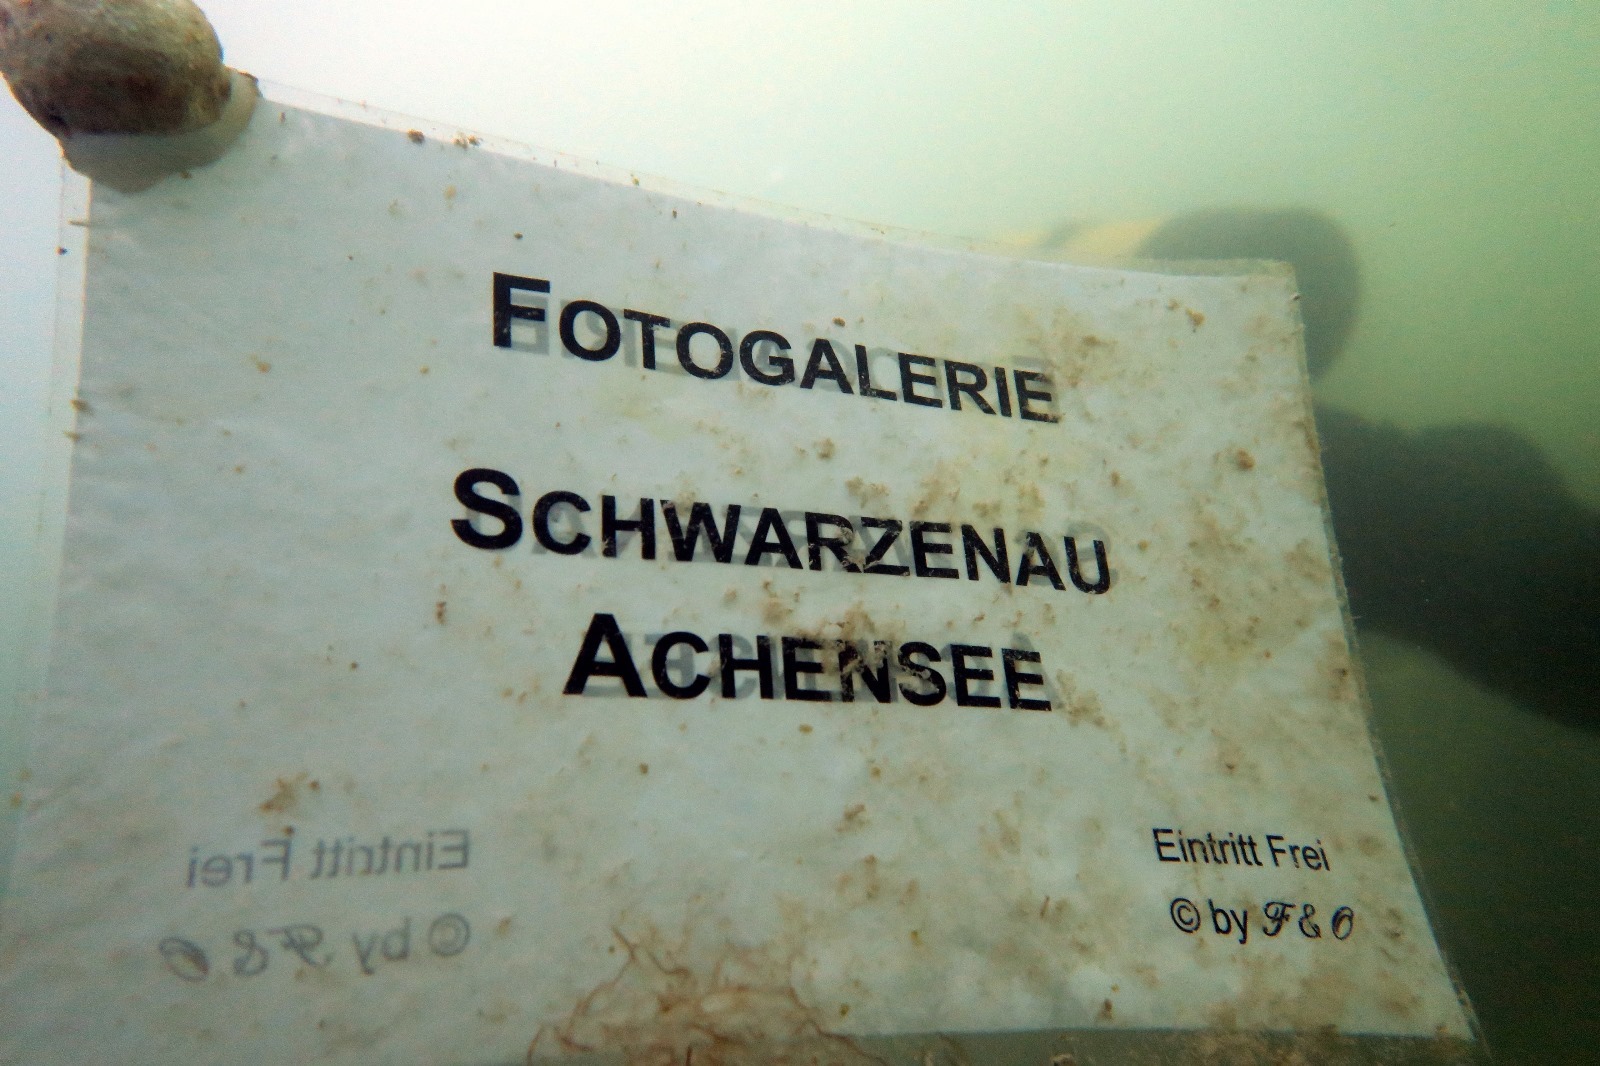 FOTOGALERIE
SCHWARZENAU
ACHENSEE
Eintritt Frei
© by F & O